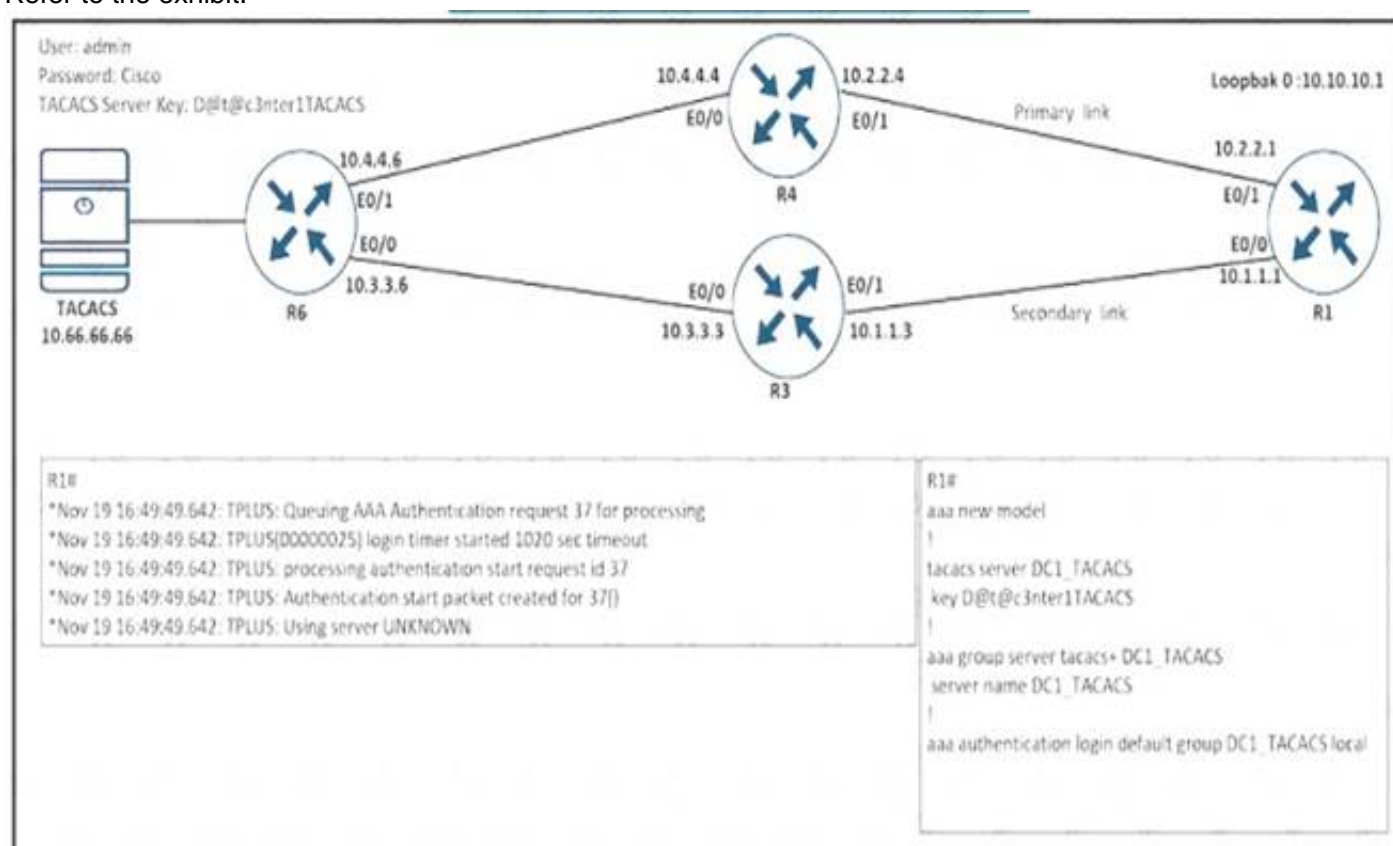 Refer to the exhibit.
User: admin
Password: Cisco
TACACS Server Key: D@t@c3nter1TACACS
TACACS
10.66.66.66
10.4.4.6
E0/1
E0/0
10.3.3.6
R6
10.4.4.4
E0/0
10.2.2.4
E0/1
R4
Primary link
Loopbak 0 :10.10.10.1
10.2.2.1
E0/1
E0/0
10.1.1.1
R1
E0/0
10.3.3.3
E0/1
10.1.1.3
R3
Secondary link
R1#
*Nov 19 16:49:49.642: TPLUS: Queuing AAA Authentication request 37 for processing
*Nov 19 16:49:49.642: TPLUS(00000025) login timer started 1020 sec timeout
*Nov 19 16:49:49.642: TPLUS: processing authentication start request id 37
*Nov 19 16:49:49.642: TPLUS: Authentication start packet created for 37()
*Nov 19 16:49:49.642: TPLUS: Using server UNKNOWN
R1#
aaa new-model
!
tacacs server DC1_TACACS
key D@t@c3nter1TACACS
!
aaa group server tacacs+ DC1_TACACS
server name DC1_TACACS
!
aaa authentication login default group DC1_TACACS local